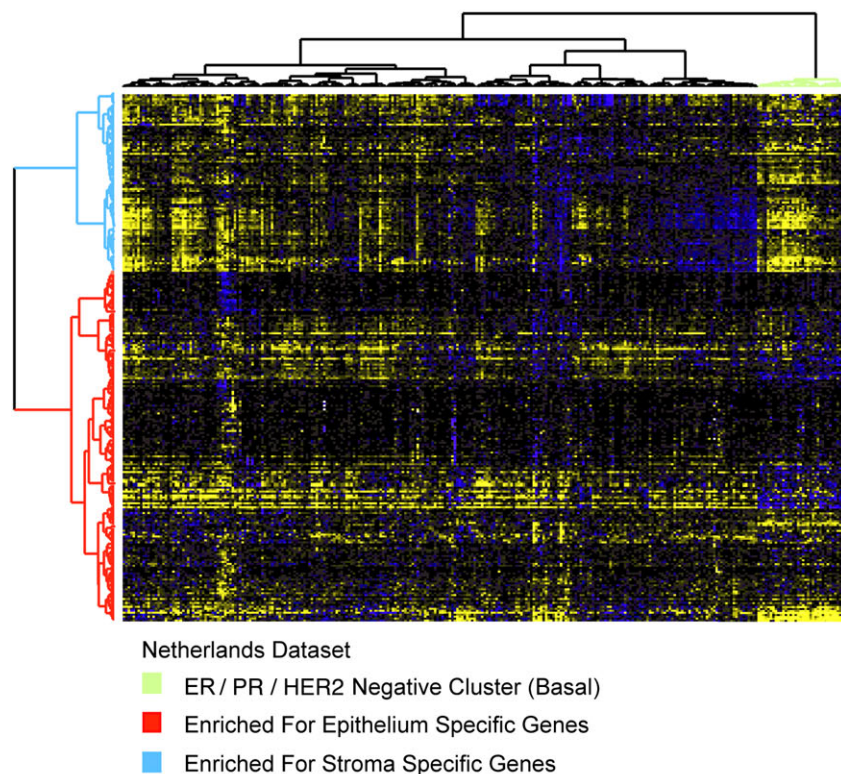 Netherlands Dataset
ER / PR / HER2 Negative Cluster (Basal)
Enriched For Epithelium Specific Genes
Enriched For Stroma Specific Genes